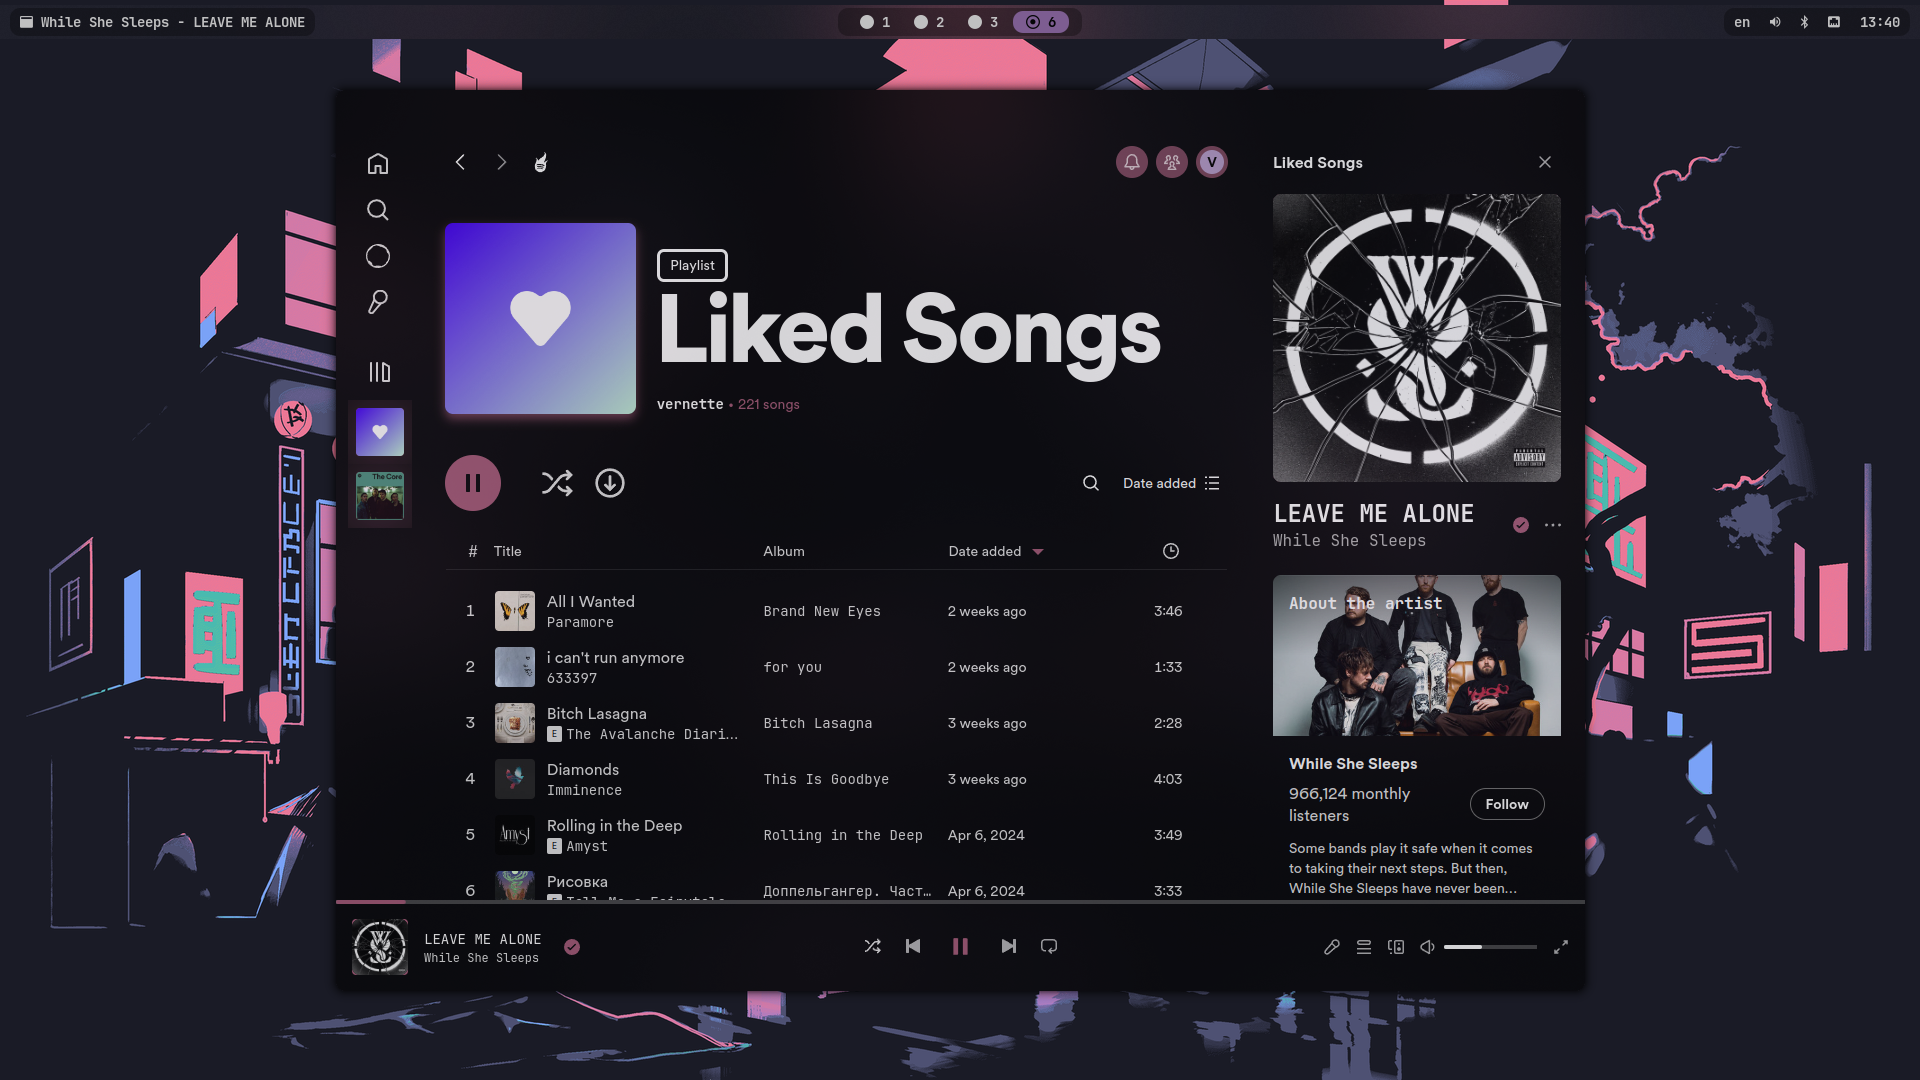 While She Sleeps - LEAVE ME ALONE
1 2 3 6
en 13:40
V
Liked Songs
Playlist
Liked Songs
vernette • 221 songs
The Core
Date added
# Title Album Date added
1 All I Wanted Brand New Eyes 2 weeks ago 3:46
Paramore
2 i can't run anymore for you 2 weeks ago 1:33
633397
3 Bitch Lasagna Bitch Lasagna 3 weeks ago 2:28
E The Avalanche Diari...
4 Diamonds This Is Goodbye 3 weeks ago 4:03
Imminence
5 Rolling in the Deep Rolling in the Deep Apr 6, 2024 3:49
E Amyst
6 Рисовка Доппельгангер. Част… Apr 6, 2024 3:33
PARENTAL
ADVISORY
EXPLICIT CONTENT
LEAVE ME ALONE
While She Sleeps
About the artist
While She Sleeps
966,124 monthly
listeners
Follow
Some bands play it safe when it comes
to taking their next steps. But then,
While She Sleeps have never been...
LEAVE ME ALONE
While She Sleeps